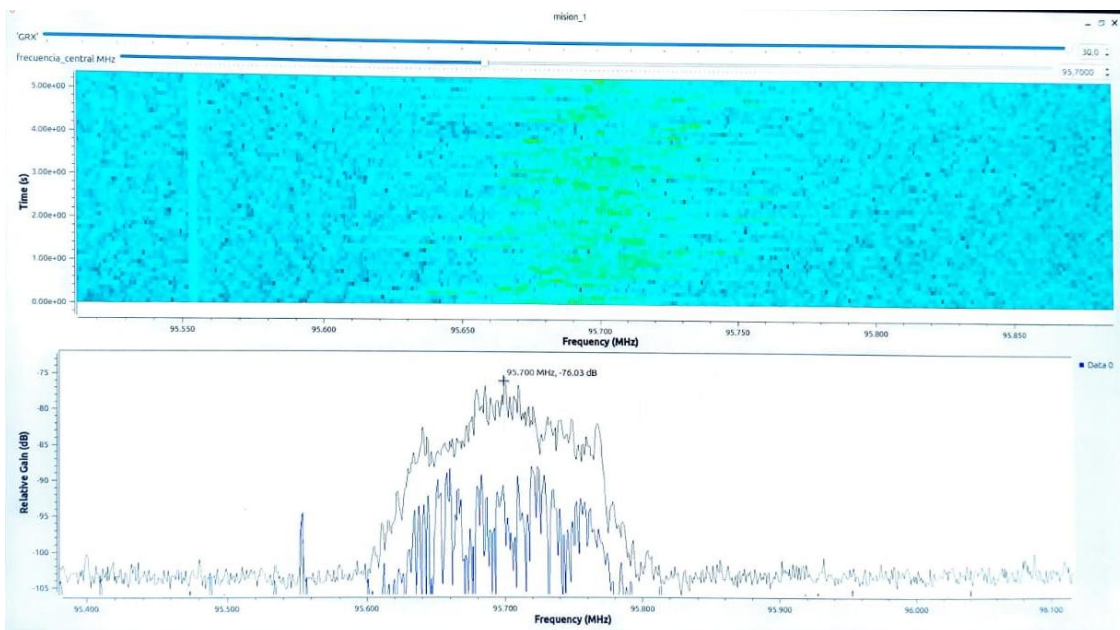 mision_1
'GRX'
30,0
frecuencia_central MHz
95,7000
Time (s)
5.00e+00
4.00e+00
3.00e+00
2.00e+00
1.00e+00
0.00e+00
95.550 95.600 95.650 95.700 95.750 95.800 95.850
Frequency (MHz)
Relative Gain (dB)
-75
-80
-85
-90
-95
-100
-105
95.700 MHz, -76.03 dB
Data 0
95.400 95.500 95.600 95.700 95.800 95.900 96.000 96.100
Frequency (MHz)